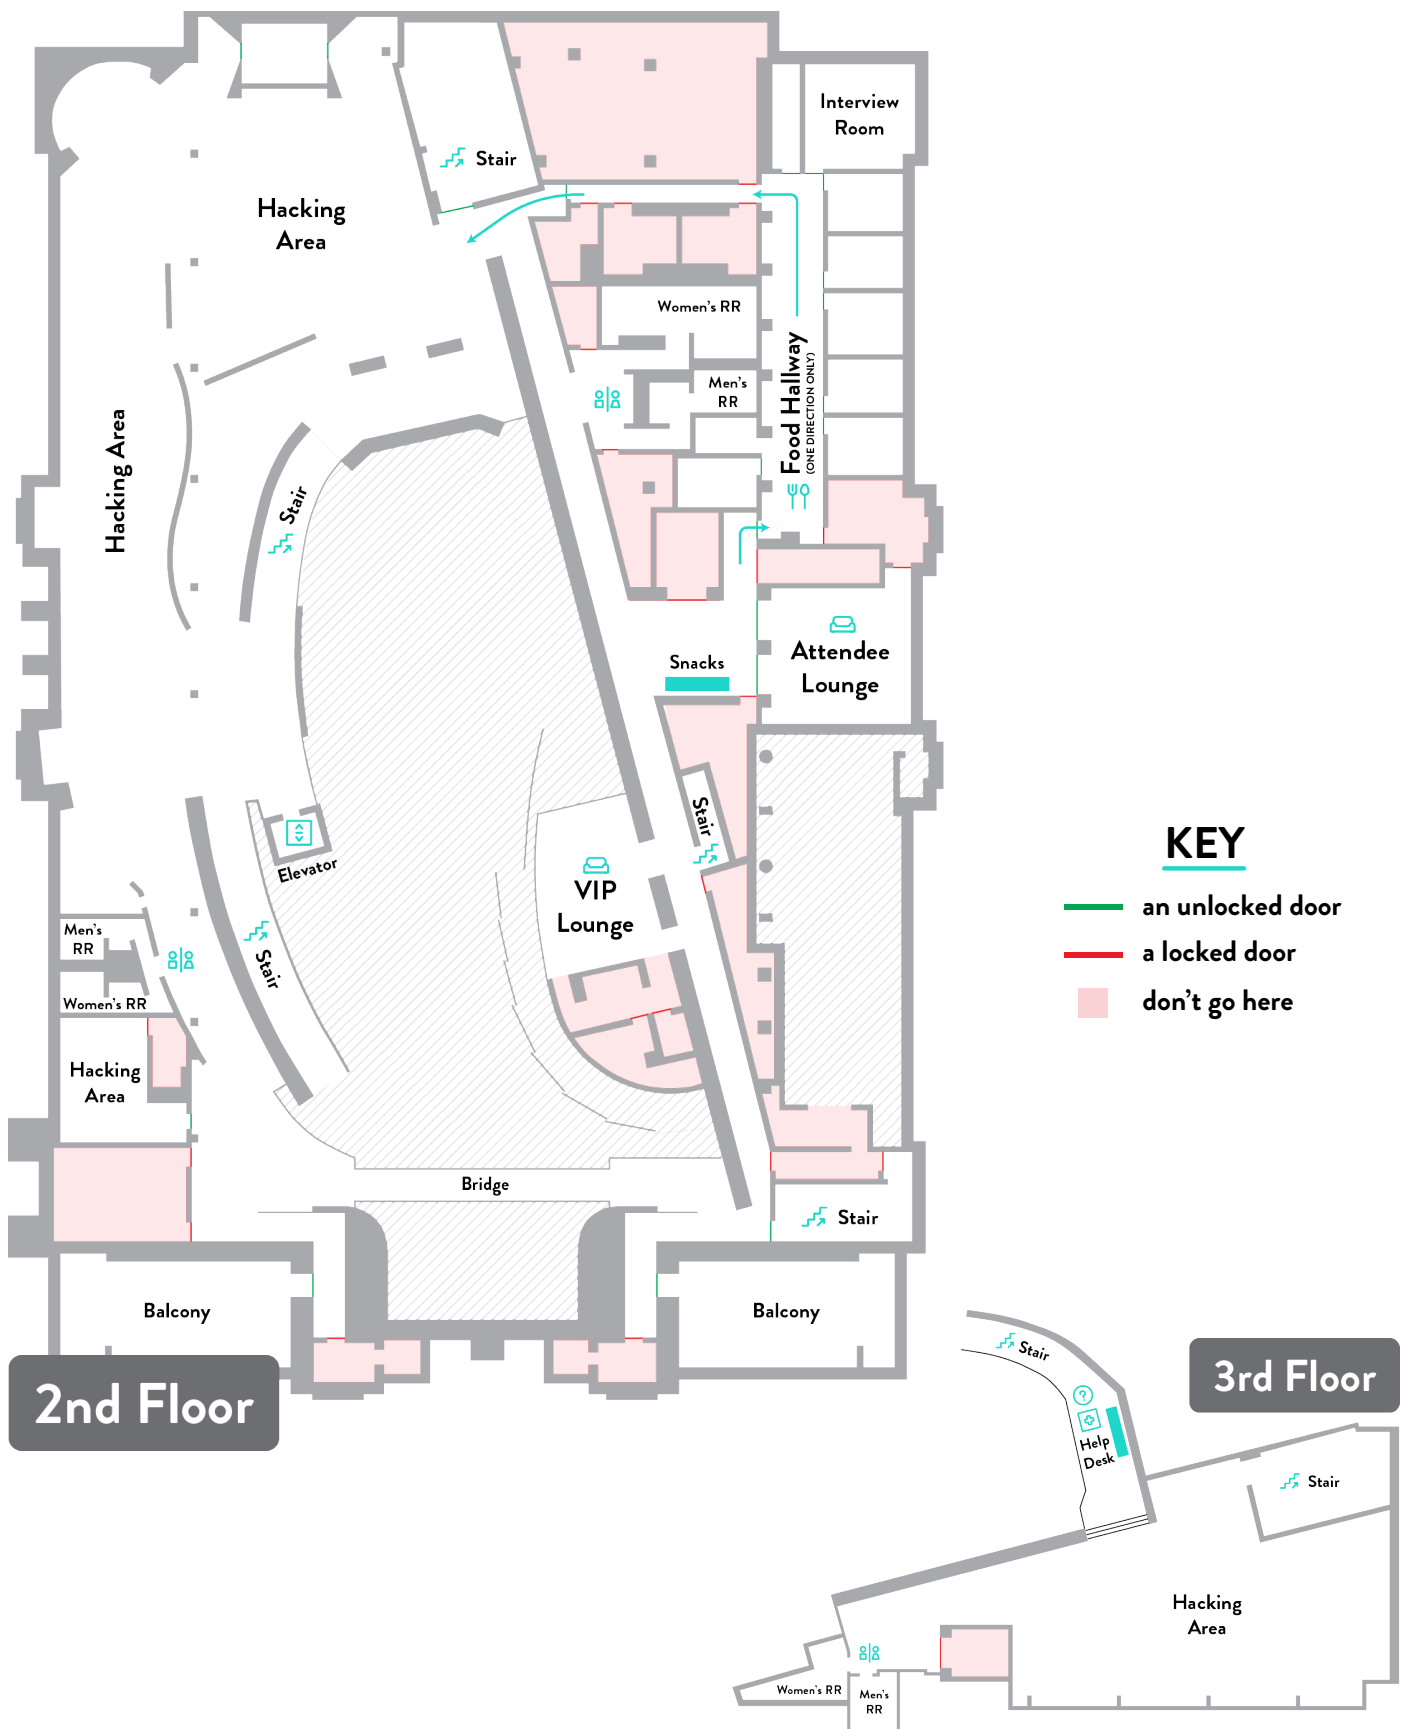 Interview
Room
Stair
Hacking
Area
Women's RR
Men's
RR
Food Hallway
(ONE DIRECTION ONLY)
Hacking Area
Stair
Attendee
Lounge
Snacks
Stair
Elevator
VIP
Lounge
Stair
Men's
RR
Women's RR
Hacking
Area
Bridge
Stair
Balcony
Balcony
2nd Floor
KEY
an unlocked door
a locked door
don't go here
3rd Floor
Stair
?
Help
Desk
Stair
Hacking
Area
Women's RR
Men's
RR